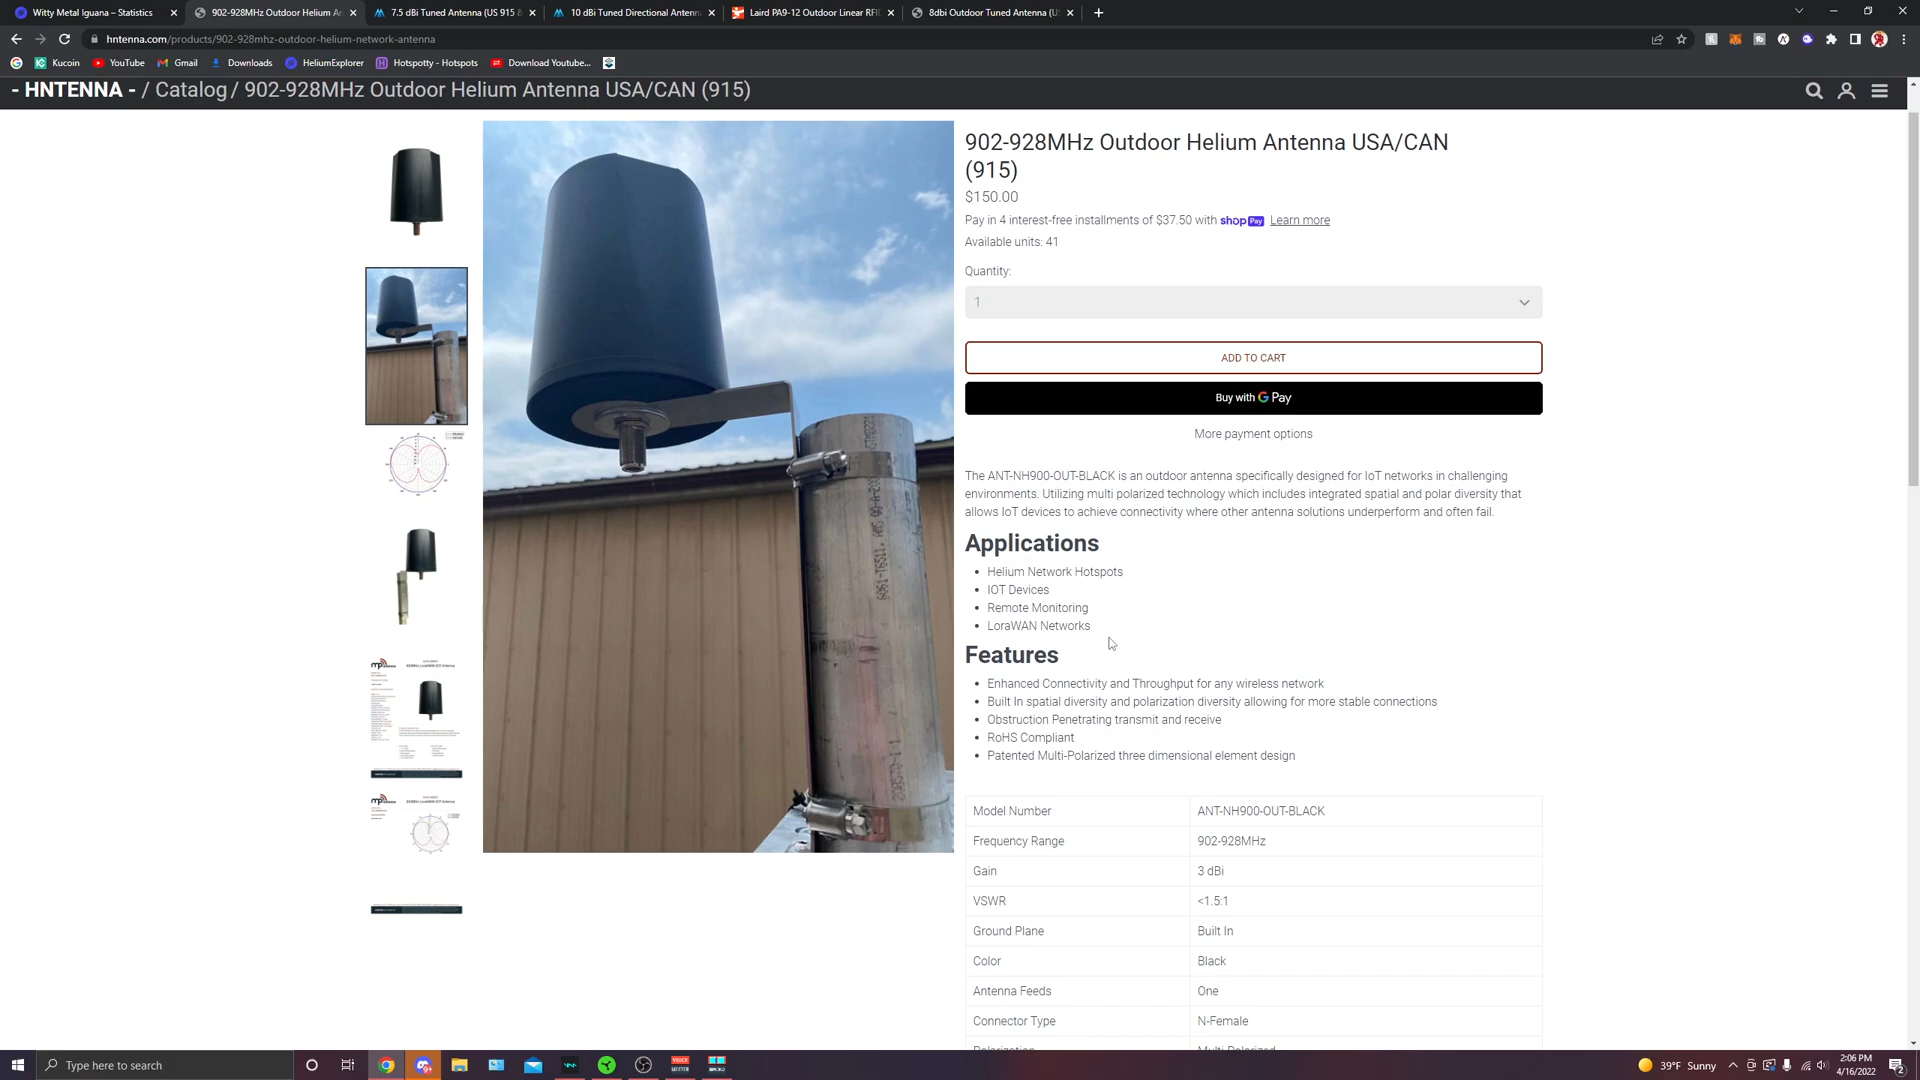 Witty Metal Iguana – Statistics
902-928MHz Outdoor Helium An
7.5 dBi Tuned Antenna (US 915 &
10 dBi Tuned Directional Antenn
Laird PA9-12 Outdoor Linear RFI
8dbi Outdoor Tuned Antenna (U
hntenna.com/products/902-928mhz-outdoor-helium-network-antenna
Kucoin
YouTube
Gmail
Downloads
HeliumExplorer
Hotspotty - Hotspots
Download Youtube...
- HNTENNA - / Catalog / 902-928MHz Outdoor Helium Antenna USA/CAN (915)
902-928MHz Outdoor Helium Antenna USA/CAN
(915)
$150.00
Pay in 4 interest-free installments of $37.50 with shop Pay Learn more
Available units: 41
Quantity:
1
ADD TO CART
Buy with G Pay
More payment options
The ANT-NH900-OUT-BLACK is an outdoor antenna specifically designed for IoT networks in challenging
environments. Utilizing multi polarized technology which includes integrated spatial and polar diversity that
allows IoT devices to achieve connectivity where other antenna solutions underperform and often fail.
Applications
Helium Network Hotspots
IOT Devices
Remote Monitoring
LoraWAN Networks
Features
Enhanced Connectivity and Throughput for any wireless network
Built In spatial diversity and polarization diversity allowing for more stable connections
Obstruction Penetrating transmit and receive
RoHS Compliant
Patented Multi-Polarized three dimensional element design
Model Number ANT-NH900-OUT-BLACK
Frequency Range 902-928MHz
Gain 3 dBi
VSWR <1.5:1
Ground Plane Built In
Color Black
Antenna Feeds One
Connector Type N-Female
Polarization Multi Polarized
Type here to search
39°F Sunny
2:06 PM
4/16/2022